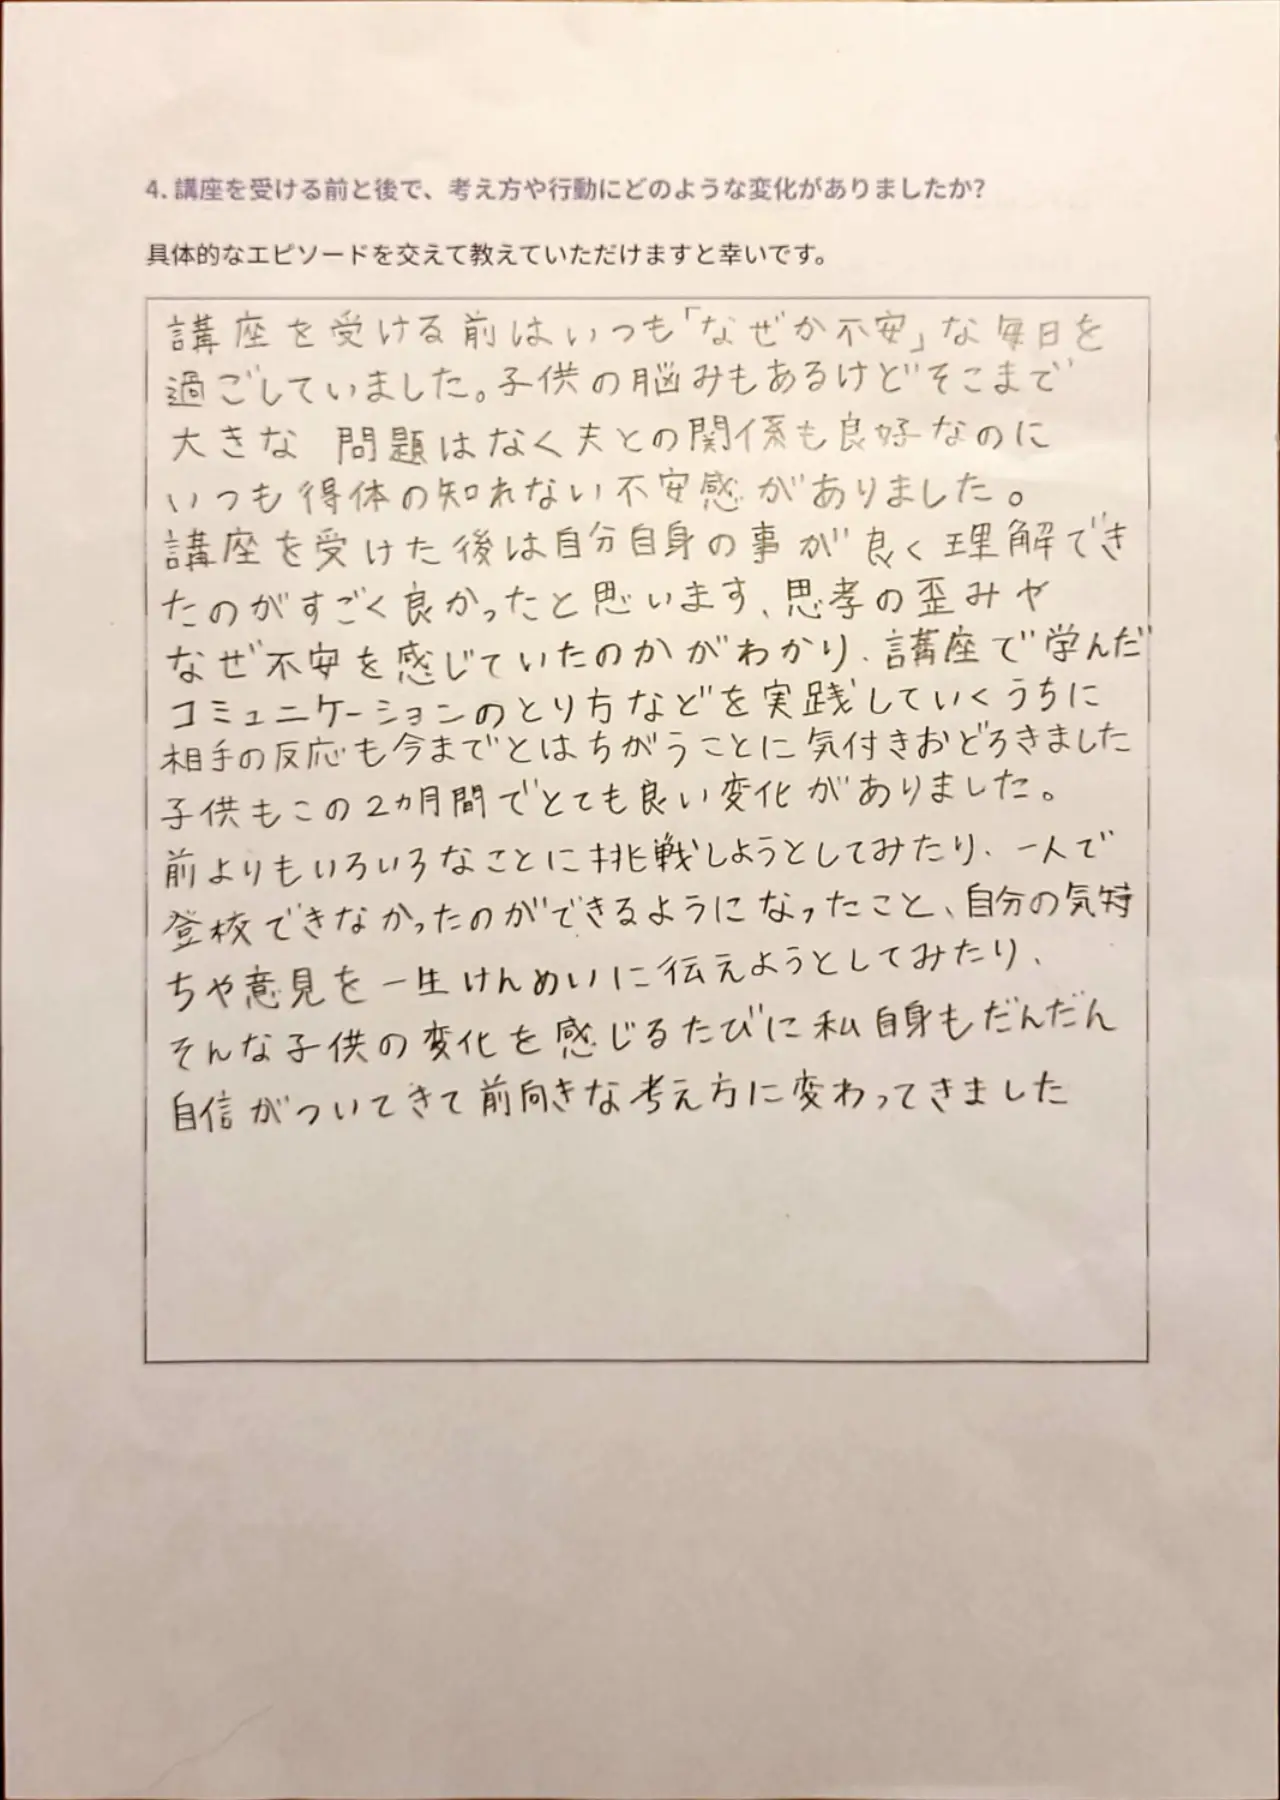 4. 講座を受ける前と後で、考え方や行動にどのような変化がありましたか?
具体的なエピソードを交えて教えていただけますと幸いです。
講座を受ける前はいつも「なぜか不安」な毎日を
過ごしていました。子供の脳みもあるけどそこまで
大きな 問題はなく夫との関係も良好なのに
いつも得体の知れない不安感がありました。
講座を受けた後は自分自身の事が良く理解でき
たのがすごく良かったと思います、思孝の歪みや
なぜ不安を感じていたのかがわかり、講座で学んだ
コミュニケーションのとり方などを実践していくうちに
相手の反応も今までとはちがうことに気付きおどろきました
子供もこの2ヵ月間でとても良い変化がありました。
前よりもいろいろなことに挑戦しようとしてみたり、一人で
登校できなかったのができるようになったこと、自分の気持
ちや意見を一生けんめいに伝えようとしてみたり、
そんな子供の変化を感じるたびに私自身もだんだん
自信がついてきて前向きな考え方に変わってきました